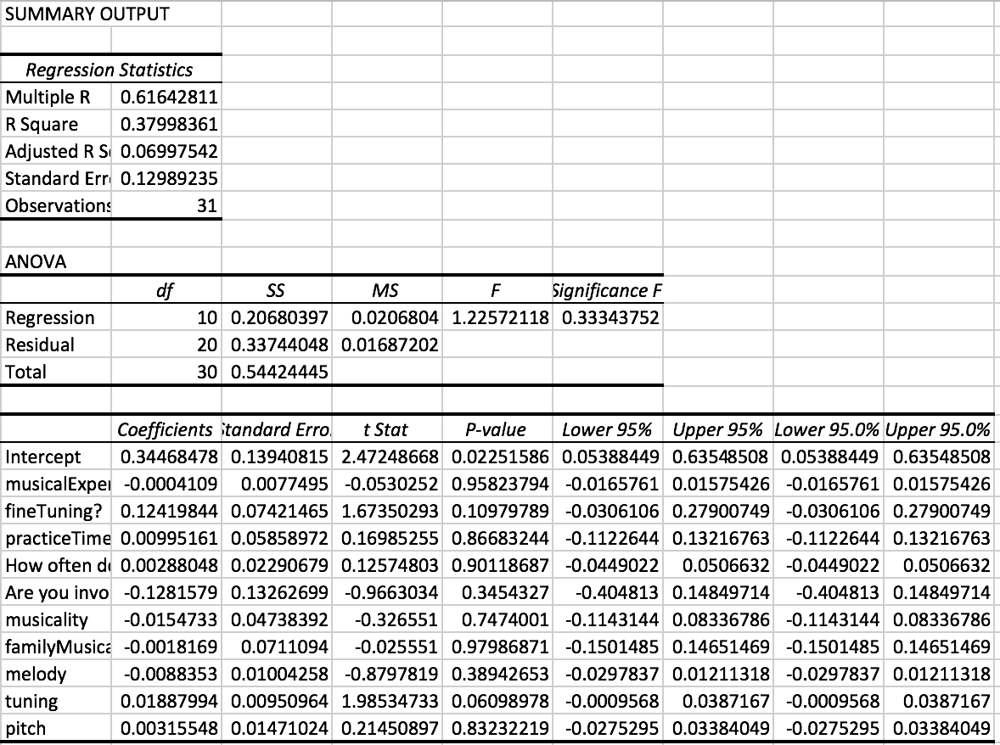 SUMMARY OUTPUT
Regression Statistics
Multiple R 0.61642811
R Square 0.37998361
Adjusted R S 0.06997542
Standard Err 0.12989235
Observations 31
ANOVA
df SS MS F Significance F
Regression 10 0.20680397 0.0206804 1.22572118 0.33343752
Residual 20 0.33744048 0.01687202
Total 30 0.54424445
Coefficients Standard Erro t Stat P-value Lower 95% Upper 95% Lower 95.0% Upper 95.0%
Intercept 0.34468478 0.13940815 2.47248668 0.02251586 0.05388449 0.63548508 0.05388449 0.63548508
musicalExper -0.0004109 0.0077495 -0.0530252 0.95823794 -0.0165761 0.01575426 -0.0165761 0.01575426
fineTuning? 0.12419844 0.07421465 1.67350293 0.10979789 -0.0306106 0.27900749 -0.0306106 0.27900749
practiceTime 0.00995161 0.05858972 0.16985255 0.86683244 -0.1122644 0.13216763 -0.1122644 0.13216763
How often do 0.00288048 0.02290679 0.12574803 0.90118687 -0.0449022 0.0506632 -0.0449022 0.0506632
Are you invo -0.1281579 0.13262699 -0.9663034 0.3454327 -0.404813 0.14849714 -0.404813 0.14849714
musicality -0.0154733 0.04738392 -0.326551 0.7474001 -0.1143144 0.08336786 -0.1143144 0.08336786
familyMusica -0.0018169 0.0711094 -0.025551 0.97986871 -0.1501485 0.14651469 -0.1501485 0.14651469
melody -0.0088353 0.01004258 -0.8797819 0.38942653 -0.0297837 0.01211318 -0.0297837 0.01211318
tuning 0.01887994 0.00950964 1.98534733 0.06098978 -0.0009568 0.0387167 -0.0009568 0.0387167
pitch 0.00315548 0.01471024 0.21450897 0.83232219 -0.0275295 0.03384049 -0.0275295 0.03384049